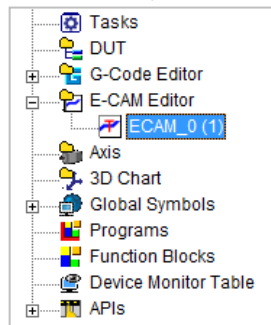 Tasks
DUT
G-Code Editor
E-CAM Editor
ECAM_0 (1)
Axis
3D Chart
Global Symbols
Programs
Function Blocks
Device Monitor Table
APIs